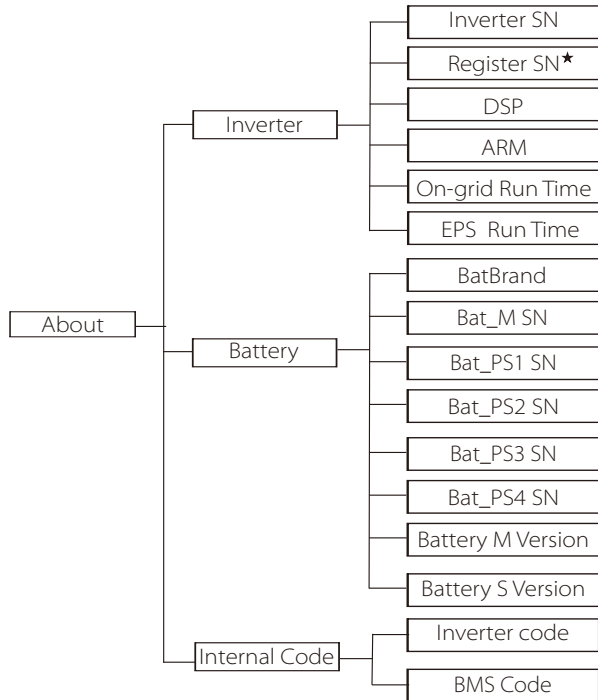 About
Inverter
Inverter SN
Register SN★
DSP
ARM
On-grid Run Time
EPS Run Time
Battery
BatBrand
Bat_M SN
Bat_PS1 SN
Bat_PS2 SN
Bat_PS3 SN
Bat_PS4 SN
Battery M Version
Battery S Version
Internal Code
Inverter code
BMS Code